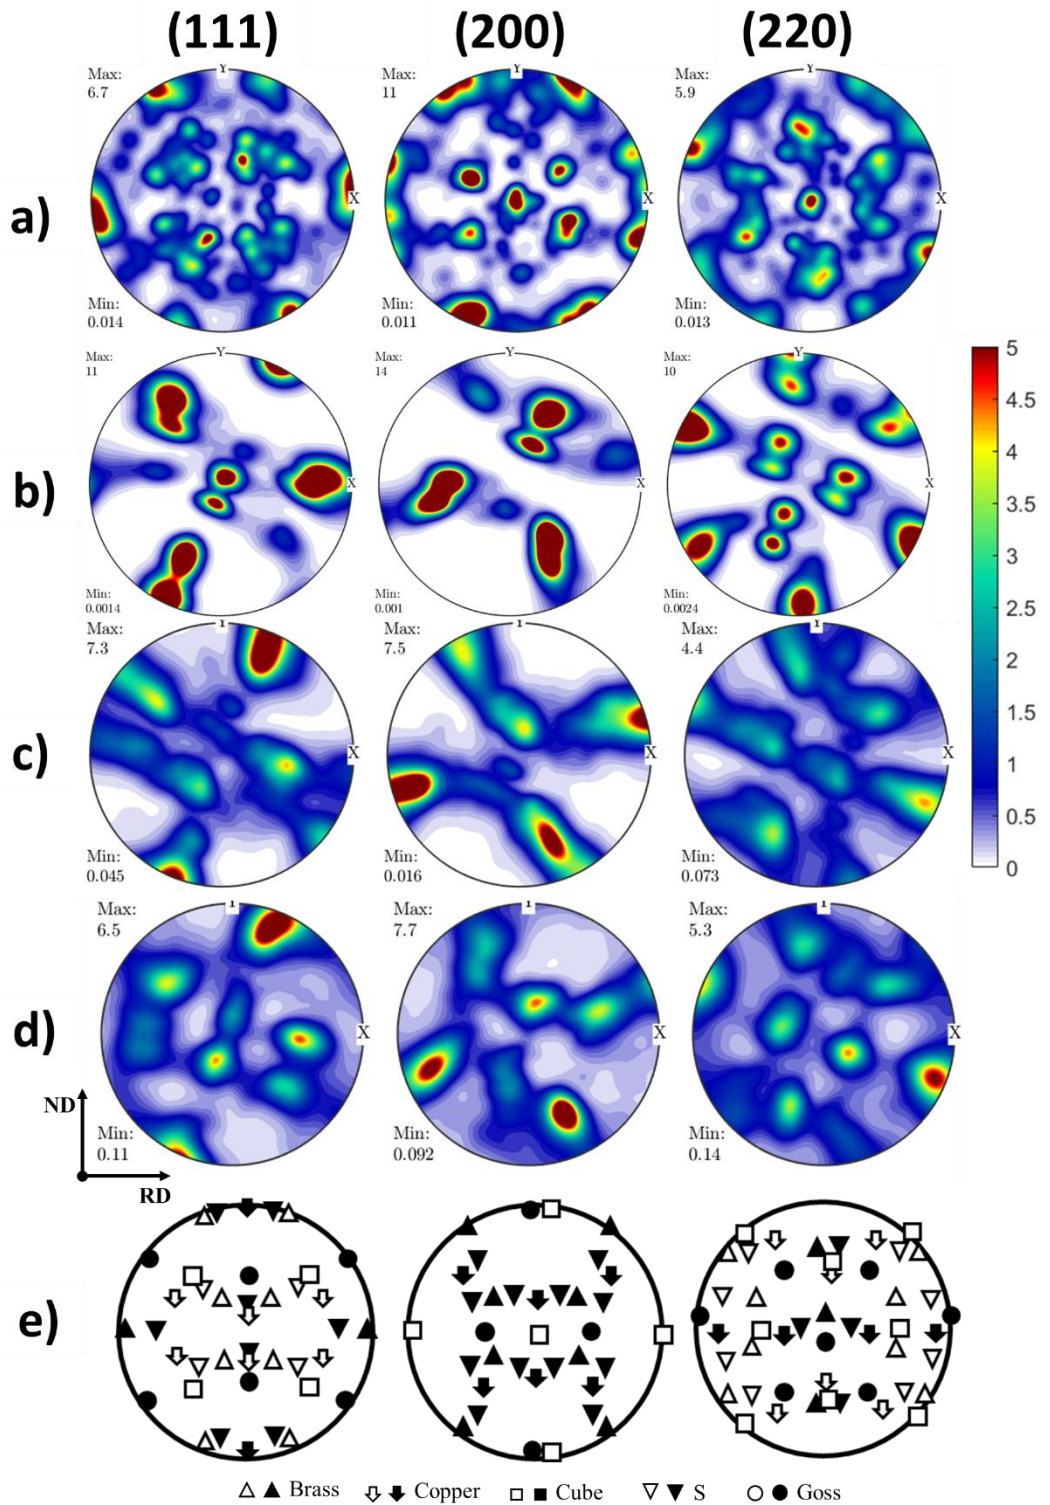 (111) (200) (220)
a)
Max:
6.7
Y
X
Min:
0.014
Max:
11
Y
X
Min:
0.011
Max:
5.9
Y
X
Min:
0.013
b)
Max:
11
Y
X
Min:
0.0014
Max:
14
Y
X
Min:
0.001
Max:
10
Y
X
Min:
0.0024
5
4.5
4
3.5
3
2.5
2
1.5
1
0.5
0
c)
Max:
7.3
X
Min:
0.045
Max:
7.5
X
Min:
0.016
Max:
4.4
X
Min:
0.073
d)
Max:
6.5
X
Min:
0.11
Max:
7.7
X
Min:
0.092
Max:
5.3
X
Min:
0.14
ND
RD
e)
Brass Copper Cube S Goss